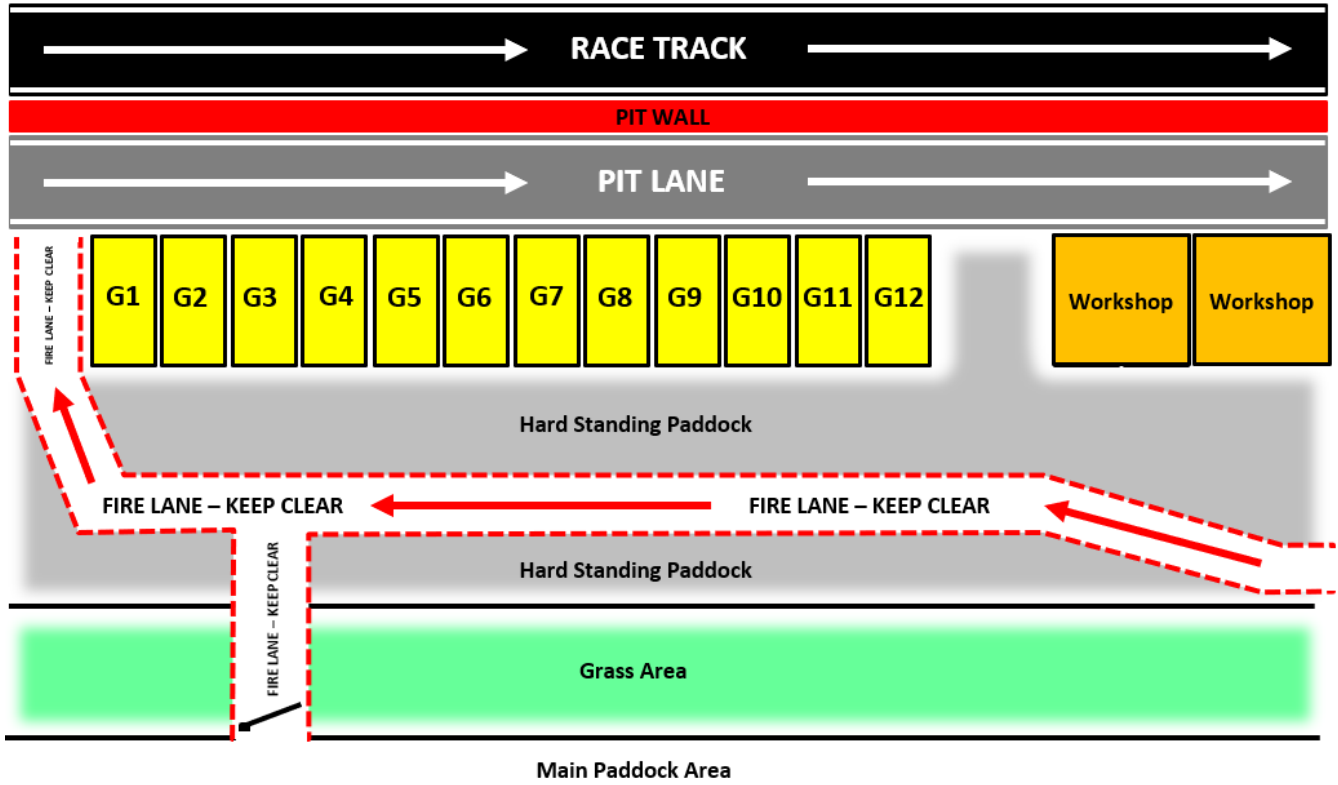 RACE TRACK
PIT WALL
PIT LANE
FIRE LANE – KEEP CLEAR
G1
G2
G3
G4
G5
G6
G7
G8
G9
G10
G11
G12
Workshop
Workshop
Hard Standing Paddock
FIRE LANE – KEEP CLEAR
FIRE LANE – KEEP CLEAR
Hard Standing Paddock
FIRE LANE – KEEP CLEAR
Grass Area
Main Paddock Area